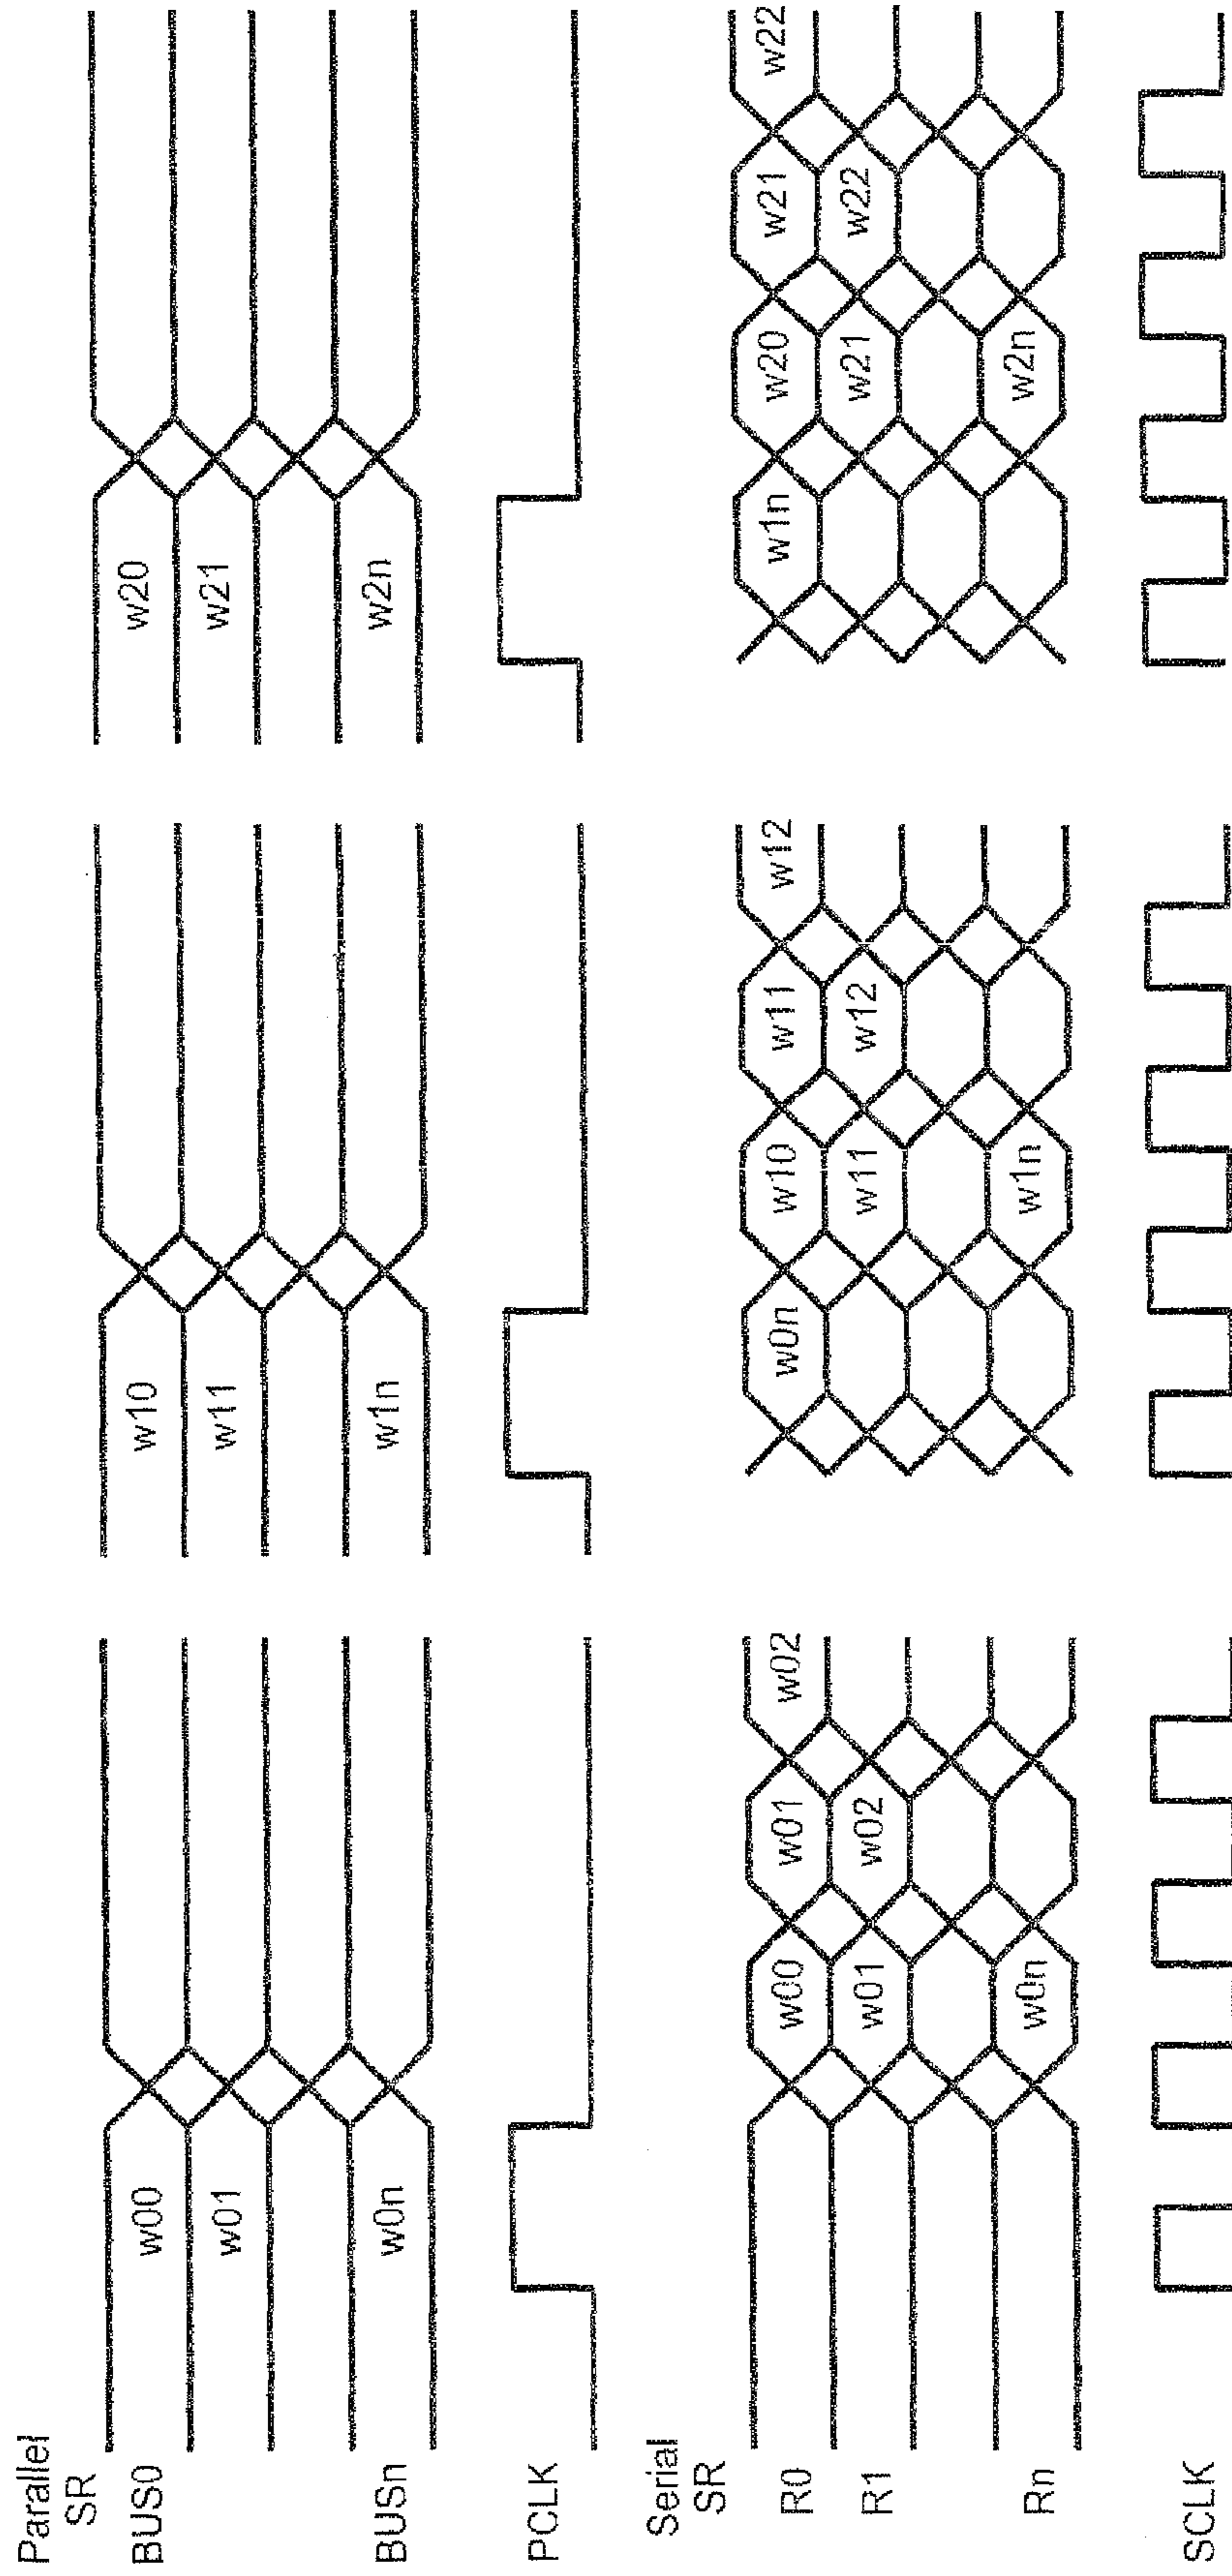 Parallel
SR
BUS0 w00 w10 w20
w01 w11 w21
BUSn w0n w1n w2n
PCLK
Serial
SR
R0 w00 w01 w02 w0n w10 w11 w12 w1n w20 w21 w22
R1 w01 w02 w11 w12 w21 w22
Rn w0n w1n w2n
SCLK